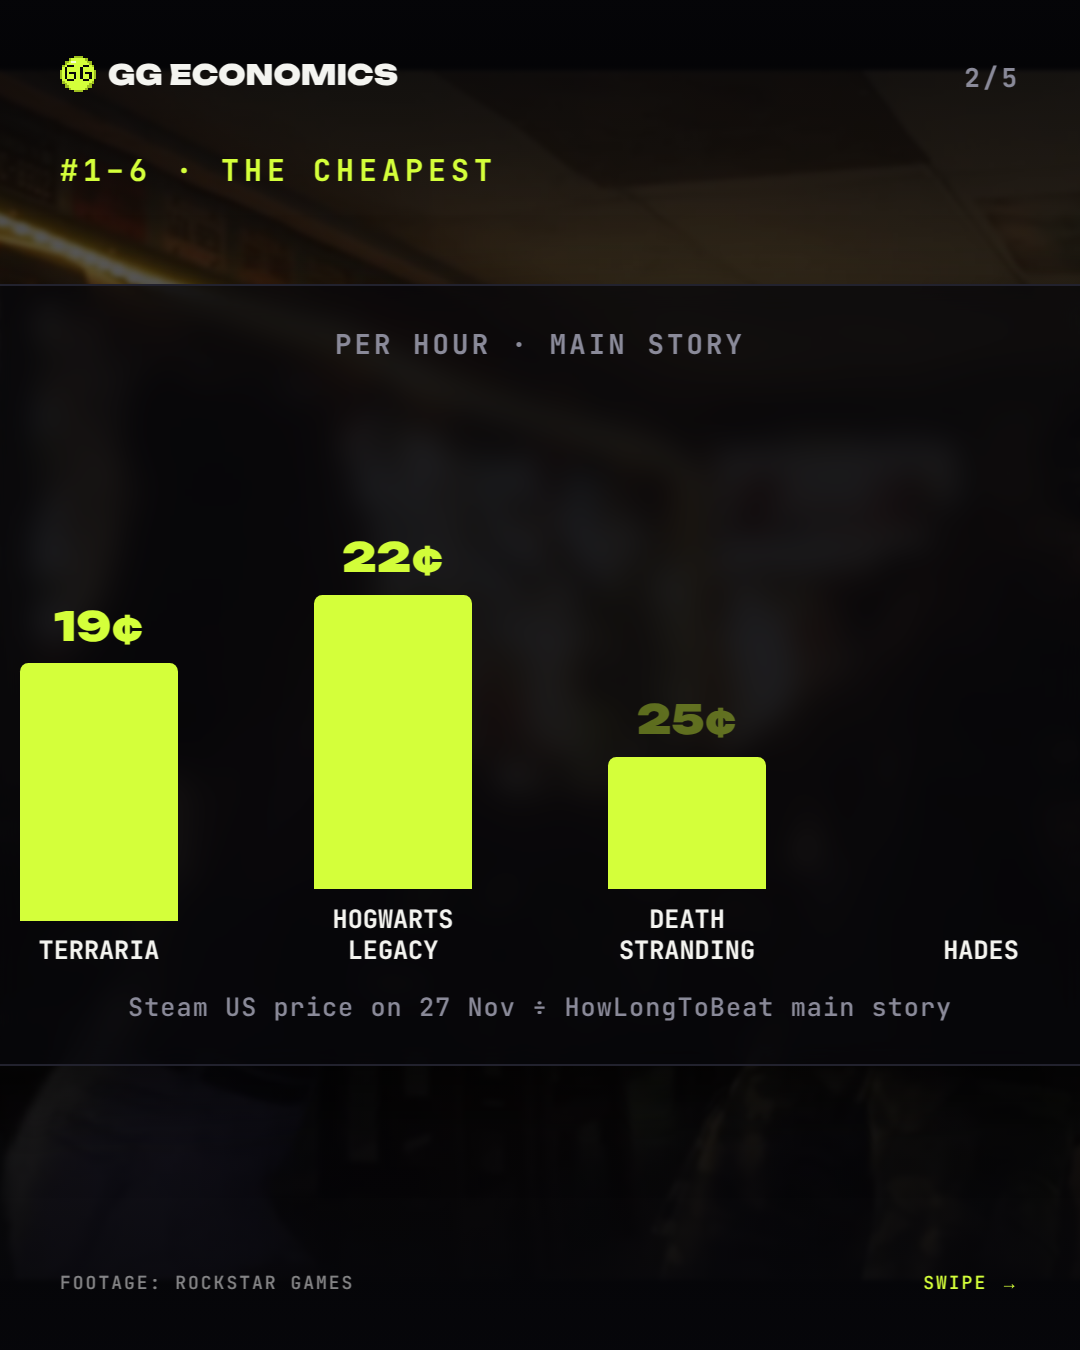 GG ECONOMICS
2/5
#1–6 · THE CHEAPEST
PER HOUR · MAIN STORY
19¢
22¢
25¢
TERRARIA
HOGWARTS
LEGACY
DEATH
STRANDING
HADES
Steam US price on 27 Nov ÷ HowLongToBeat main story
FOOTAGE: ROCKSTAR GAMES
SWIPE →